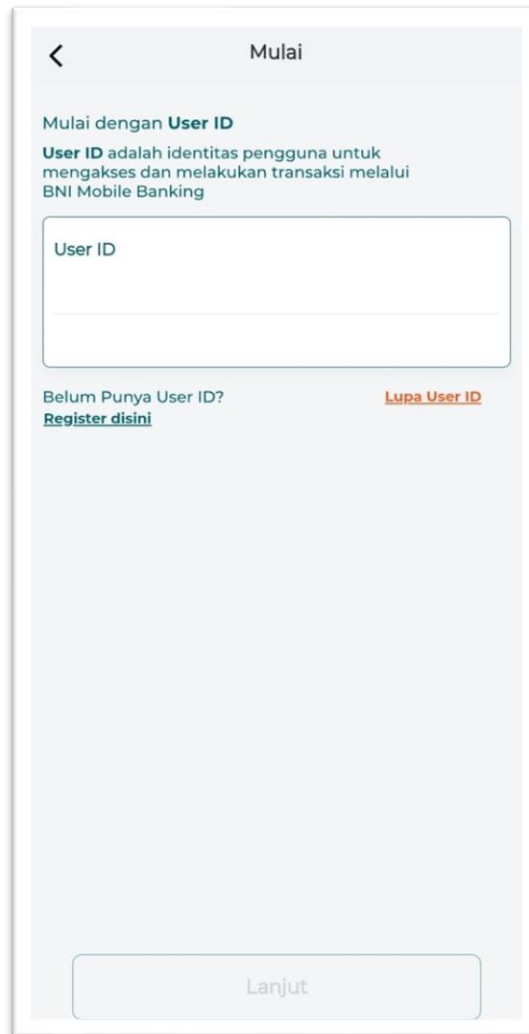 Mulai
Mulai dengan User ID
User ID adalah identitas pengguna untuk
mengakses dan melakukan transaksi melalui
BNI Mobile Banking
User ID
Belum Punya User ID?
Lupa User ID
Register disini
Lanjut